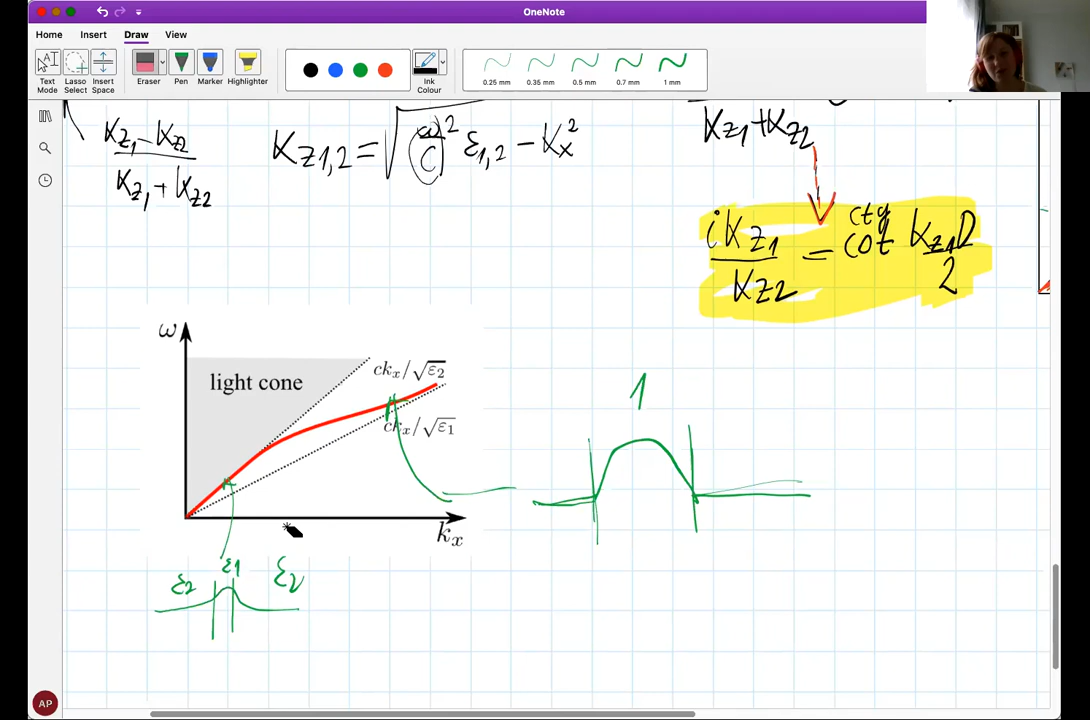 OneNote
Home Insert Draw View
Text Mode
Lasso Select
Insert Space
Eraser
Pen
Marker
Highlighter
Ink Colour
0.25 mm
0.35 mm
0.5 mm
0.7 mm
1 mm
Kz1 - Kz2
Kz1 + Kz2
Kz1,2 = √(ω/C)² ε1,2 - Kx²
Kz1 + Kz2
iKz1 / Kz2 = cot Kz1D / 2
ctg
ω
light cone
ckx/√ε2
ckx/√ε1
kx
1
ε2 ε1 ε2
AP